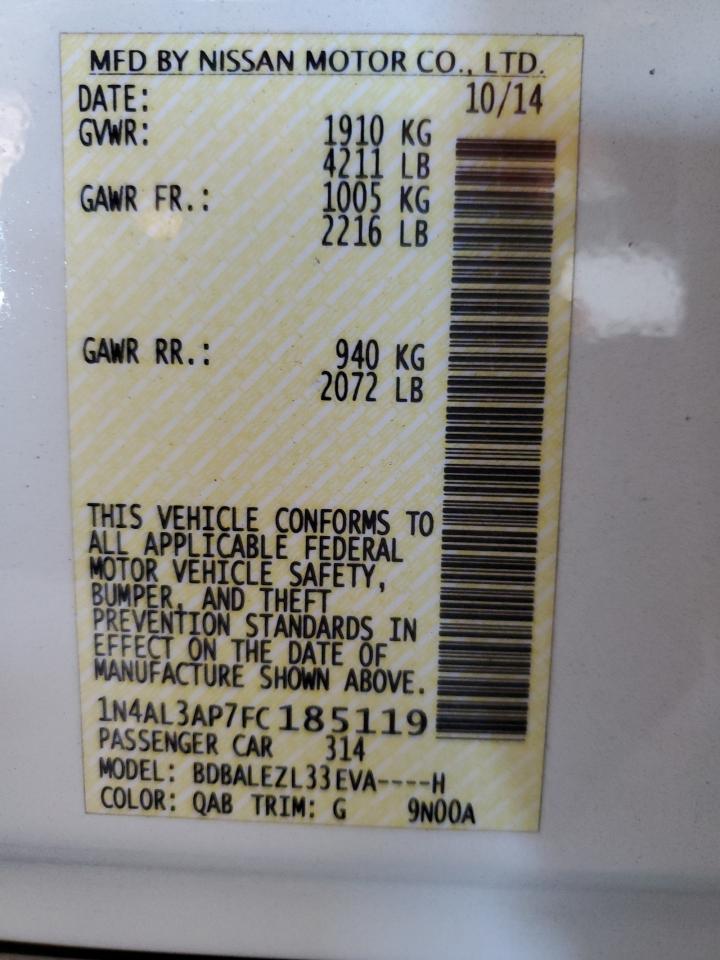 MFD BY NISSAN MOTOR CO., LTD.
DATE: 10/14
GVWR: 1910 KG
4211 LB
GAWR FR.: 1005 KG
2216 LB
GAWR RR.: 940 KG
2072 LB
THIS VEHICLE CONFORMS TO
ALL APPLICABLE FEDERAL
MOTOR VEHICLE SAFETY,
BUMPER, AND THEFT
PREVENTION STANDARDS IN
EFFECT ON THE DATE OF
MANUFACTURE SHOWN ABOVE.
1N4AL3AP7FC185119
PASSENGER CAR 314
MODEL: BDBALEZL33EVA----H
COLOR: QAB TRIM: G 9N00A